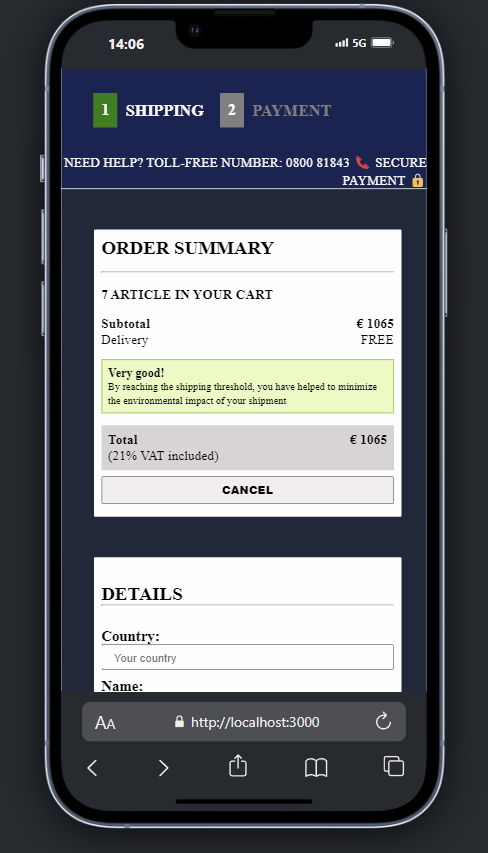 14:06 5G
1 SHIPPING 2 PAYMENT
NEED HELP? TOLL-FREE NUMBER: 0800 81843 📞 SECURE
PAYMENT 🔒
ORDER SUMMARY
7 ARTICLE IN YOUR CART
Subtotal € 1065
Delivery FREE
Very good!
By reaching the shipping threshold, you have helped to minimize
the environmental impact of your shipment
Total € 1065
(21% VAT included)
CANCEL
DETAILS
Country:
Your country
Name:
AA http://localhost:3000